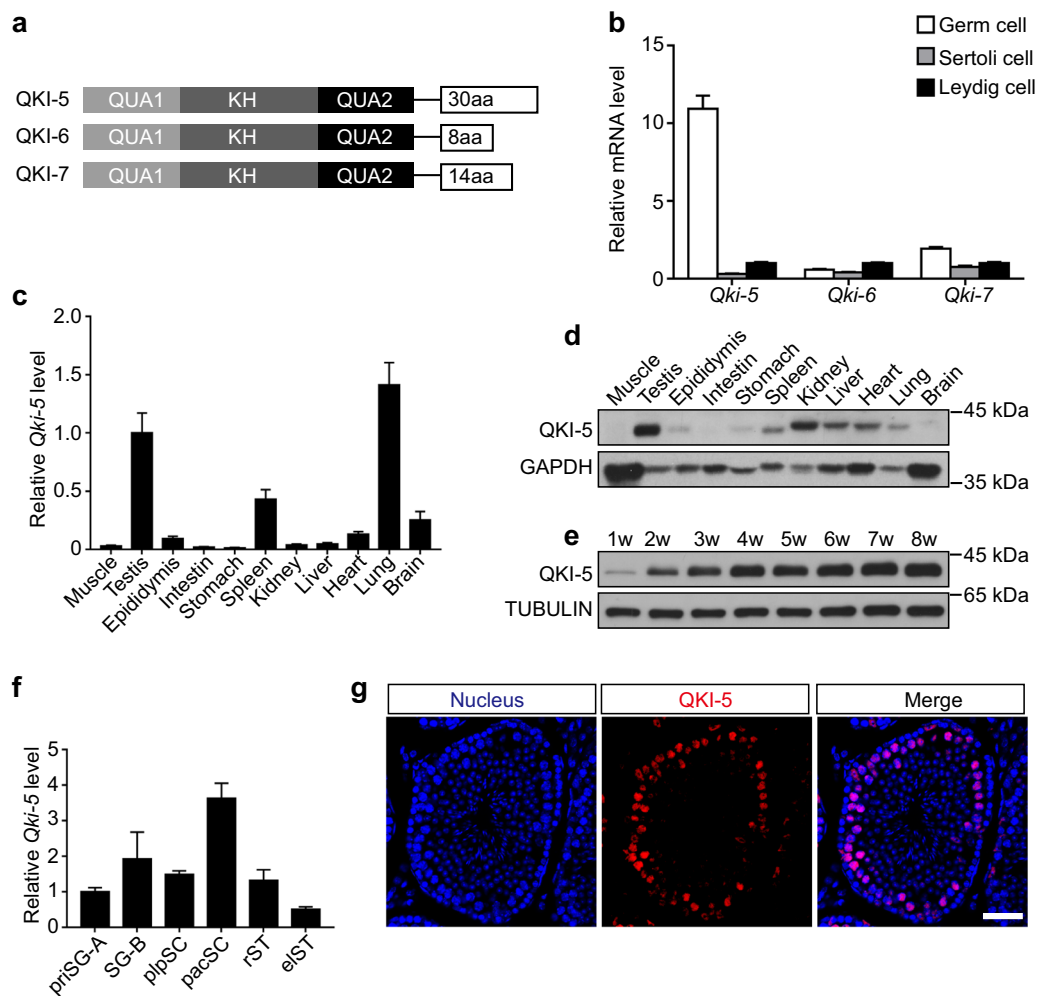 a
QKI-5 QUA1 KH QUA2 30aa
QKI-6 QUA1 KH QUA2 8aa
QKI-7 QUA1 KH QUA2 14aa
b
Germ cell
Sertoli cell
Leydig cell
Relative mRNA level
15
10
5
0
Qki-5 Qki-6 Qki-7
c
Relative Qki-5 level
2.0
1.5
1.0
0.5
0
Muscle Testis Epididymis Intestin Stomach Spleen Kidney Liver Heart Lung Brain
d
Muscle Testis Epididymis Intestin Stomach Spleen Kidney Liver Heart Lung Brain
QKI-5
45 kDa
GAPDH
35 kDa
e
1w 2w 3w 4w 5w 6w 7w 8w
QKI-5
45 kDa
65 kDa
TUBULIN
f
Relative Qki-5 level
5
4
3
2
1
0
priSG-A SG-B plpSC pacSC rST elST
g
Nucleus QKI-5 Merge